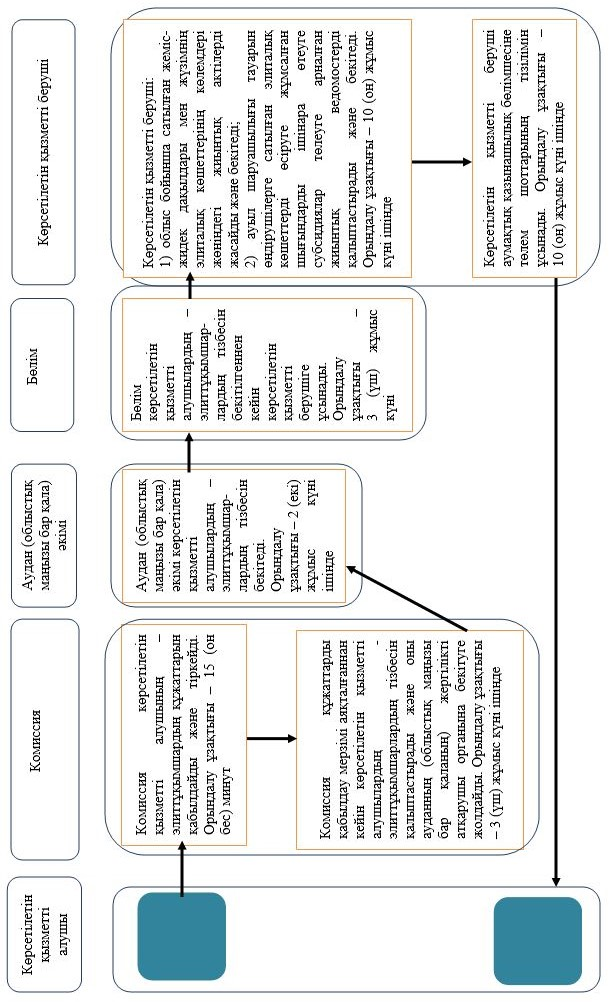 Көрсетілетін
қызметті
алушы
Комиссия
Аудан (облыстық
маңызы бар қала)
әкімі
Бөлім
Көрсетілетін қызметті беруші
Комиссия көрсетілетін
қызметті алушының –
элиттұқымшардың құжаттарын
қабылдайды және тіркейді.
Орындалу ұзақтығы – 15 (он
бес) минут
Комиссия құжаттарды
қабылдау мерзімі аяқталғаннан
кейін көрсетілетін қызметті
алушылардың -
элиттұқымшарлардың тізбесін
қалыптастырады және оны
ауданның (облыстық маңызы
бар қаланың) жергілікті
атқарушы органына бекітуге
жолдайды. Орындалу ұзақтығы
– 3 (үш) жұмыс күні ішінде
Аудан (облыстық
маңызы бар қала)
әкімі көрсетілетін
қызметті
алушылардың –
элиттұқымшар-
лардың тізбесін
бекітеді.
Орындалу
ұзақтығы – 2 (екі)
жұмыс күні
ішінде
Бөлім
көрсетілетін
қызметті
алушылардың –
элиттұқымшар-
лардың тізбесін
бекітілгеннен
кейін
көрсетілетін
қызметті
берушіге
ұсынады.
Орындалу
ұзақтығы –
3 (үш) жұмыс
күні
Көрсетілетін қызметті беруші:
1) облыс бойынша сатылған жеміс-
жидек дақылдары мен жүзімнің
элиталық көшеттерінің көлемдері
жөніндегі жиынтық актілерді
жасайды және бекітеді;
2) ауыл шаруашылығы тауарын
өндірушілерге сатылған элиталық
көшеттерді өсіруге жұмсалған
шығындарды ішінара өтеуге
субсидиялар төлеуге арналған
жиынтық ведомостерді
қалыптастырады және бекітеді.
Орындалу ұзақтығы – 10 (он) жұмыс
күні ішінде
Көрсетілетін қызметті беруші
аумақтық қазынашылық бөлімшесіне
төлем шоттарының тізілімін
ұсынады. Орындалу ұзақтығы –
10 (он) жұмыс күні ішінде